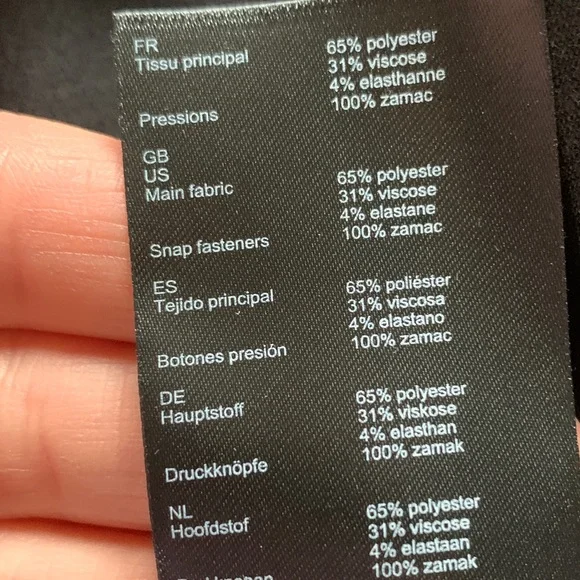 FR
Tissu principal 65% polyester
31% viscose
4% elasthanne
Pressions 100% zamac
GB
US
Main fabric 65% polyester
31% viscose
4% elastane
Snap fasteners 100% zamac
ES
Tejido principal 65% poliéster
31% viscosa
4% elastano
Botones presión 100% zamac
DE
Hauptstoff 65% polyester
31% viskose
4% elasthan
Druckknöpfe 100% zamak
NL
Hoofdstof 65% polyester
31% viscose
4% elastaan
100% zamak